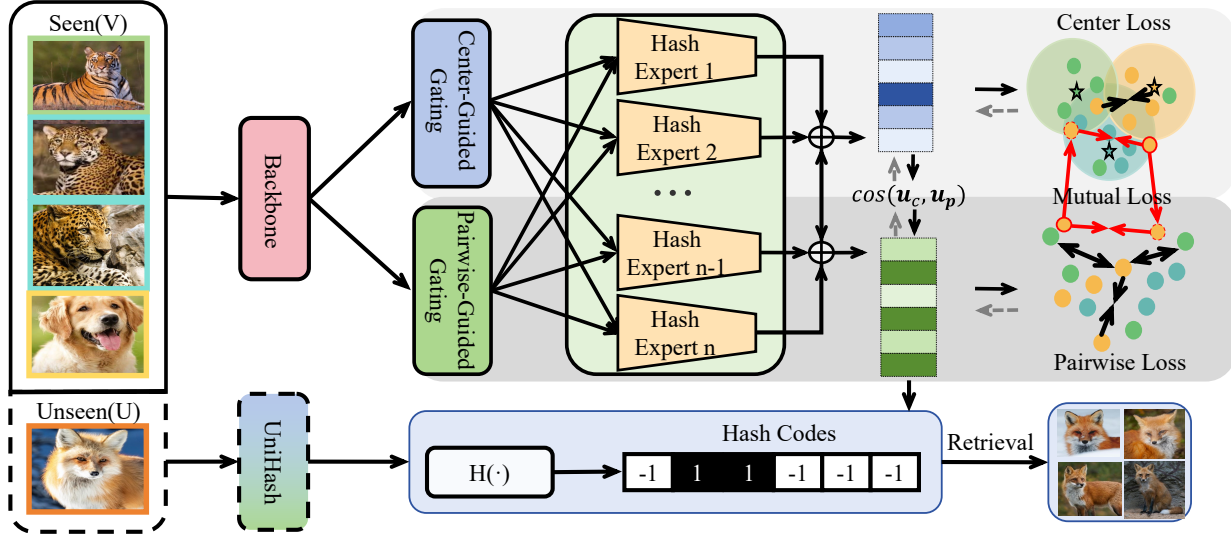 Seen(V)
Backbone
Center-Guided
Gating
Pairwise-Guided
Gating
Hash
Expert 1
Hash
Expert 2
...
Hash
Expert n-1
Hash
Expert n
cos(u_c, u_p)
Center Loss
Mutual Loss
Pairwise Loss
Unseen(U)
UniHash
H(·)
Hash Codes
-1 1 1 -1 -1 -1
Retrieval